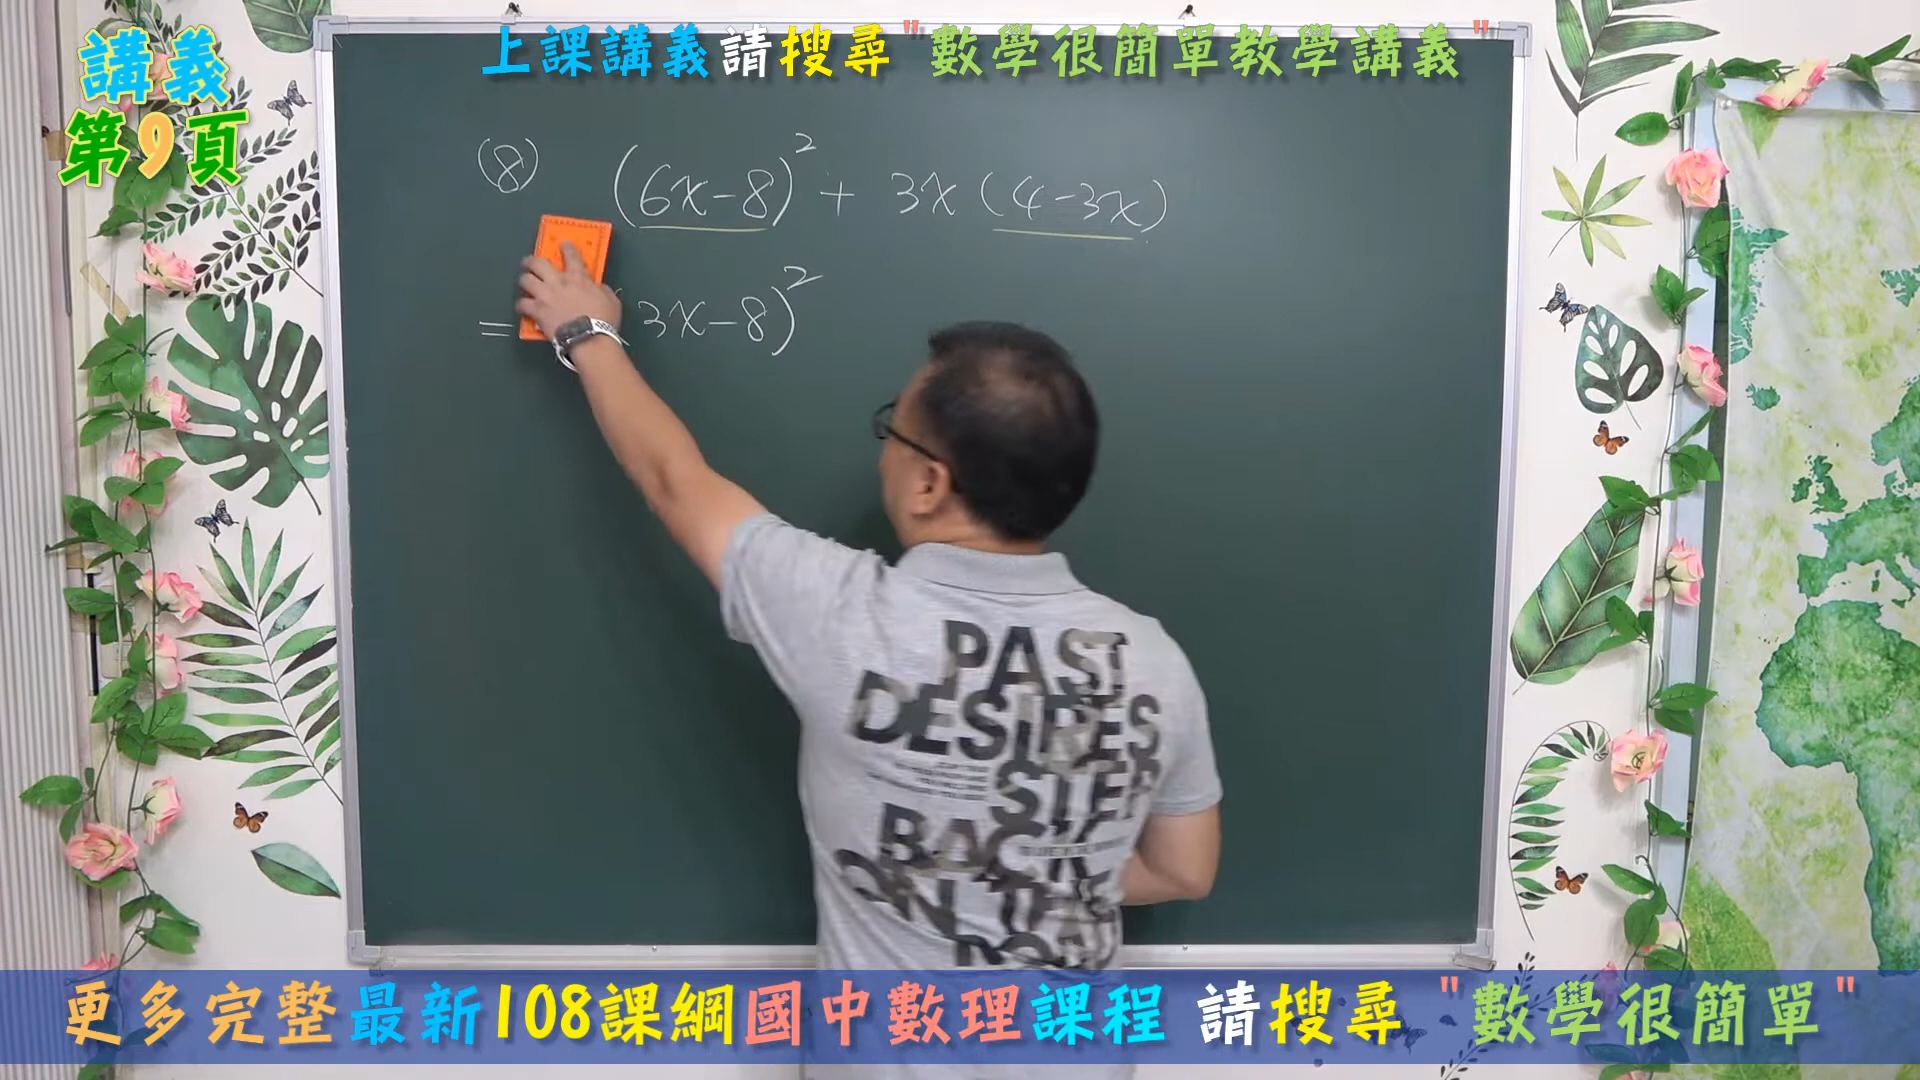 上課講義請搜尋"數學很簡單教學講義"
講義
第9頁
(8) (6x-8)² + 3x(4-3x)
= 3x-8)²
PAST
DESIRES
STEP
BACK
ON THE
ROAD
更多完整最新108課綱國中數理課程 請搜尋"數學很簡單"